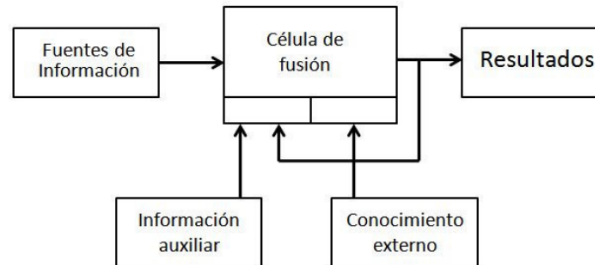 Fuentes de
Información
Célula de
fusión
Resultados
Información
auxiliar
Conocimiento
externo